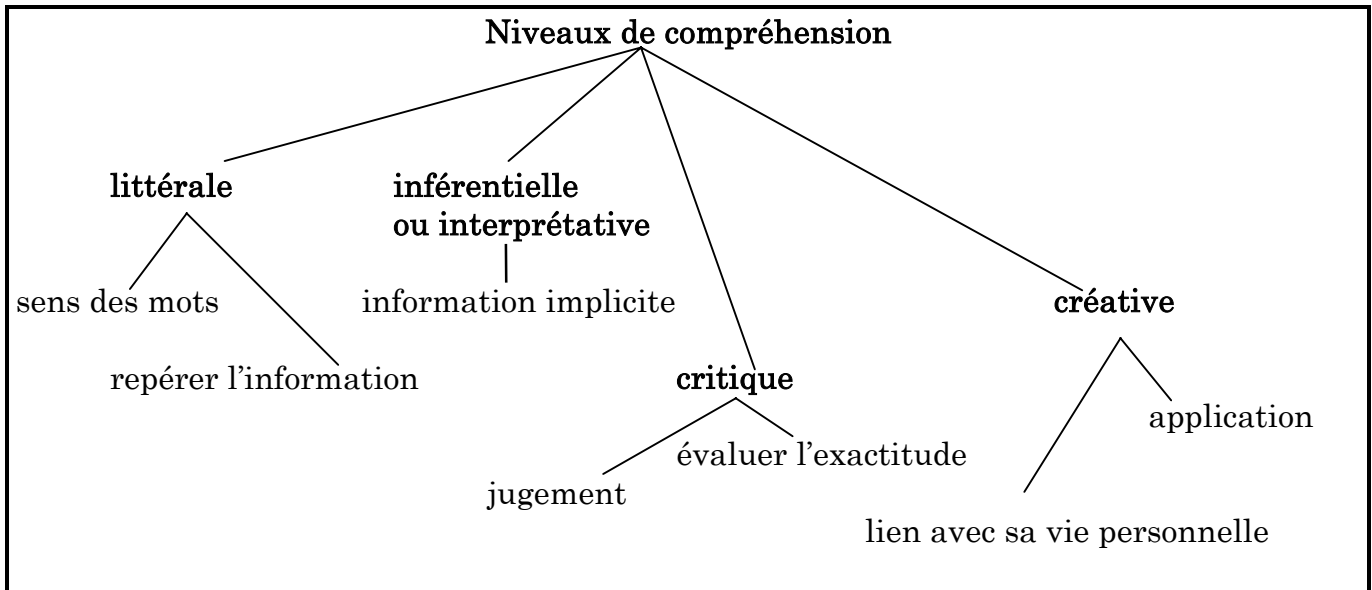 Niveaux de compréhension
littérale
inférentielle
ou interprétative
sens des mots
information implicite
créative
repérer l’information
critique
application
évaluer l’exactitude
jugement
lien avec sa vie personnelle